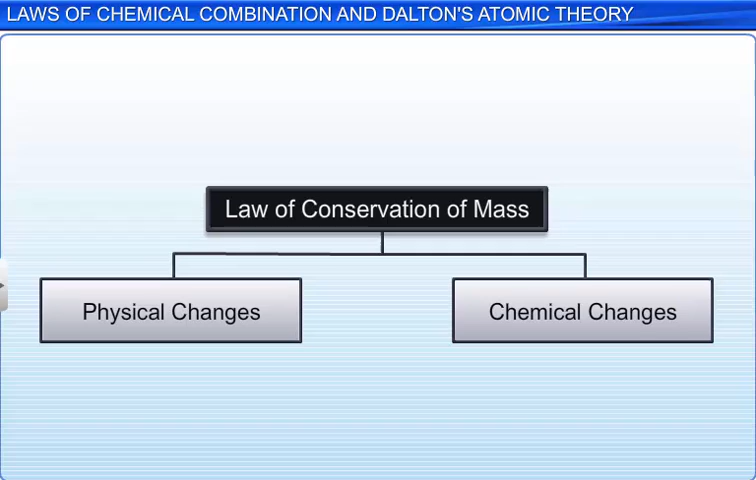 LAWS OF CHEMICAL COMBINATION AND DALTON'S ATOMIC THEORY
Law of Conservation of Mass
Physical Changes
Chemical Changes